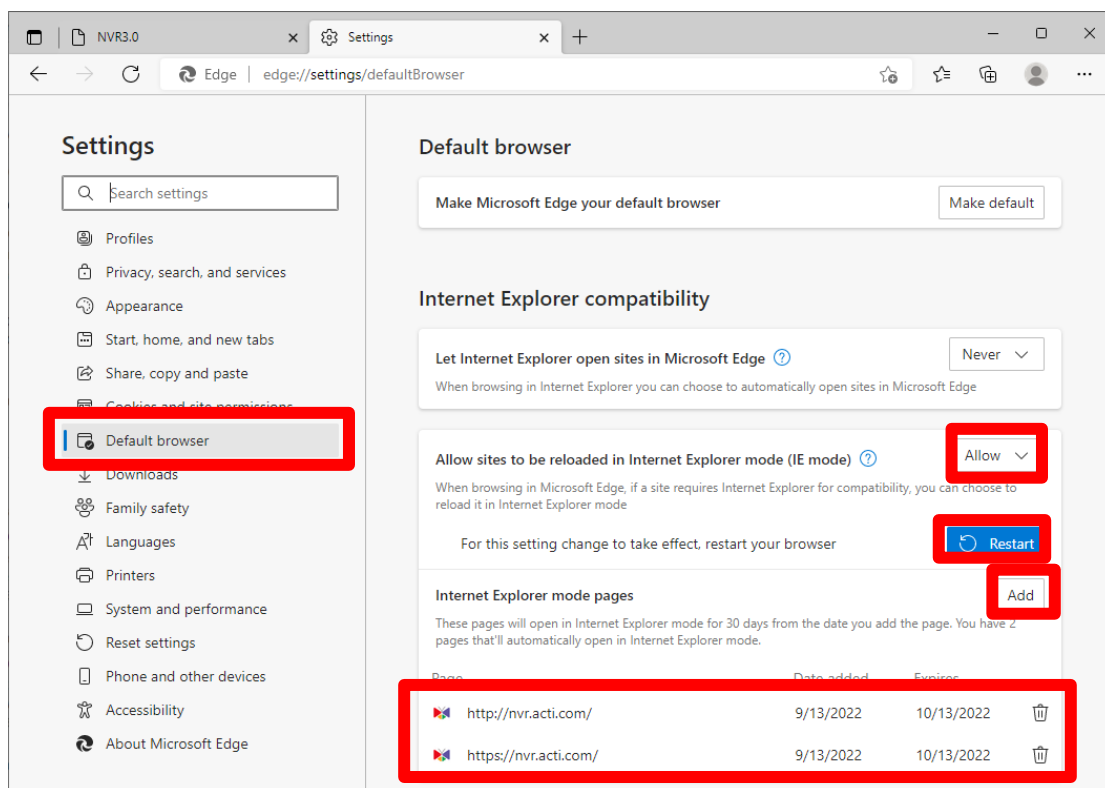 NVR3.0
Settings
Edge | edge://settings/defaultBrowser
Settings
Search settings
Profiles
Privacy, search, and services
Appearance
Start, home, and new tabs
Share, copy and paste
Cookies and site permissions
Default browser
Downloads
Family safety
Languages
Printers
System and performance
Reset settings
Phone and other devices
Accessibility
About Microsoft Edge
Default browser
Make Microsoft Edge your default browser
Make default
Internet Explorer compatibility
Let Internet Explorer open sites in Microsoft Edge
Never
When browsing in Internet Explorer you can choose to automatically open sites in Microsoft Edge
Allow sites to be reloaded in Internet Explorer mode (IE mode)
Allow
When browsing in Microsoft Edge, if a site requires Internet Explorer for compatibility, you can choose to
reload it in Internet Explorer mode
For this setting change to take effect, restart your browser
Restart
Internet Explorer mode pages
Add
These pages will open in Internet Explorer mode for 30 days from the date you add the page. You have 2
pages that'll automatically open in Internet Explorer mode.
Page Date added Expires
http://nvr.acti.com/ 9/13/2022 10/13/2022
https://nvr.acti.com/ 9/13/2022 10/13/2022